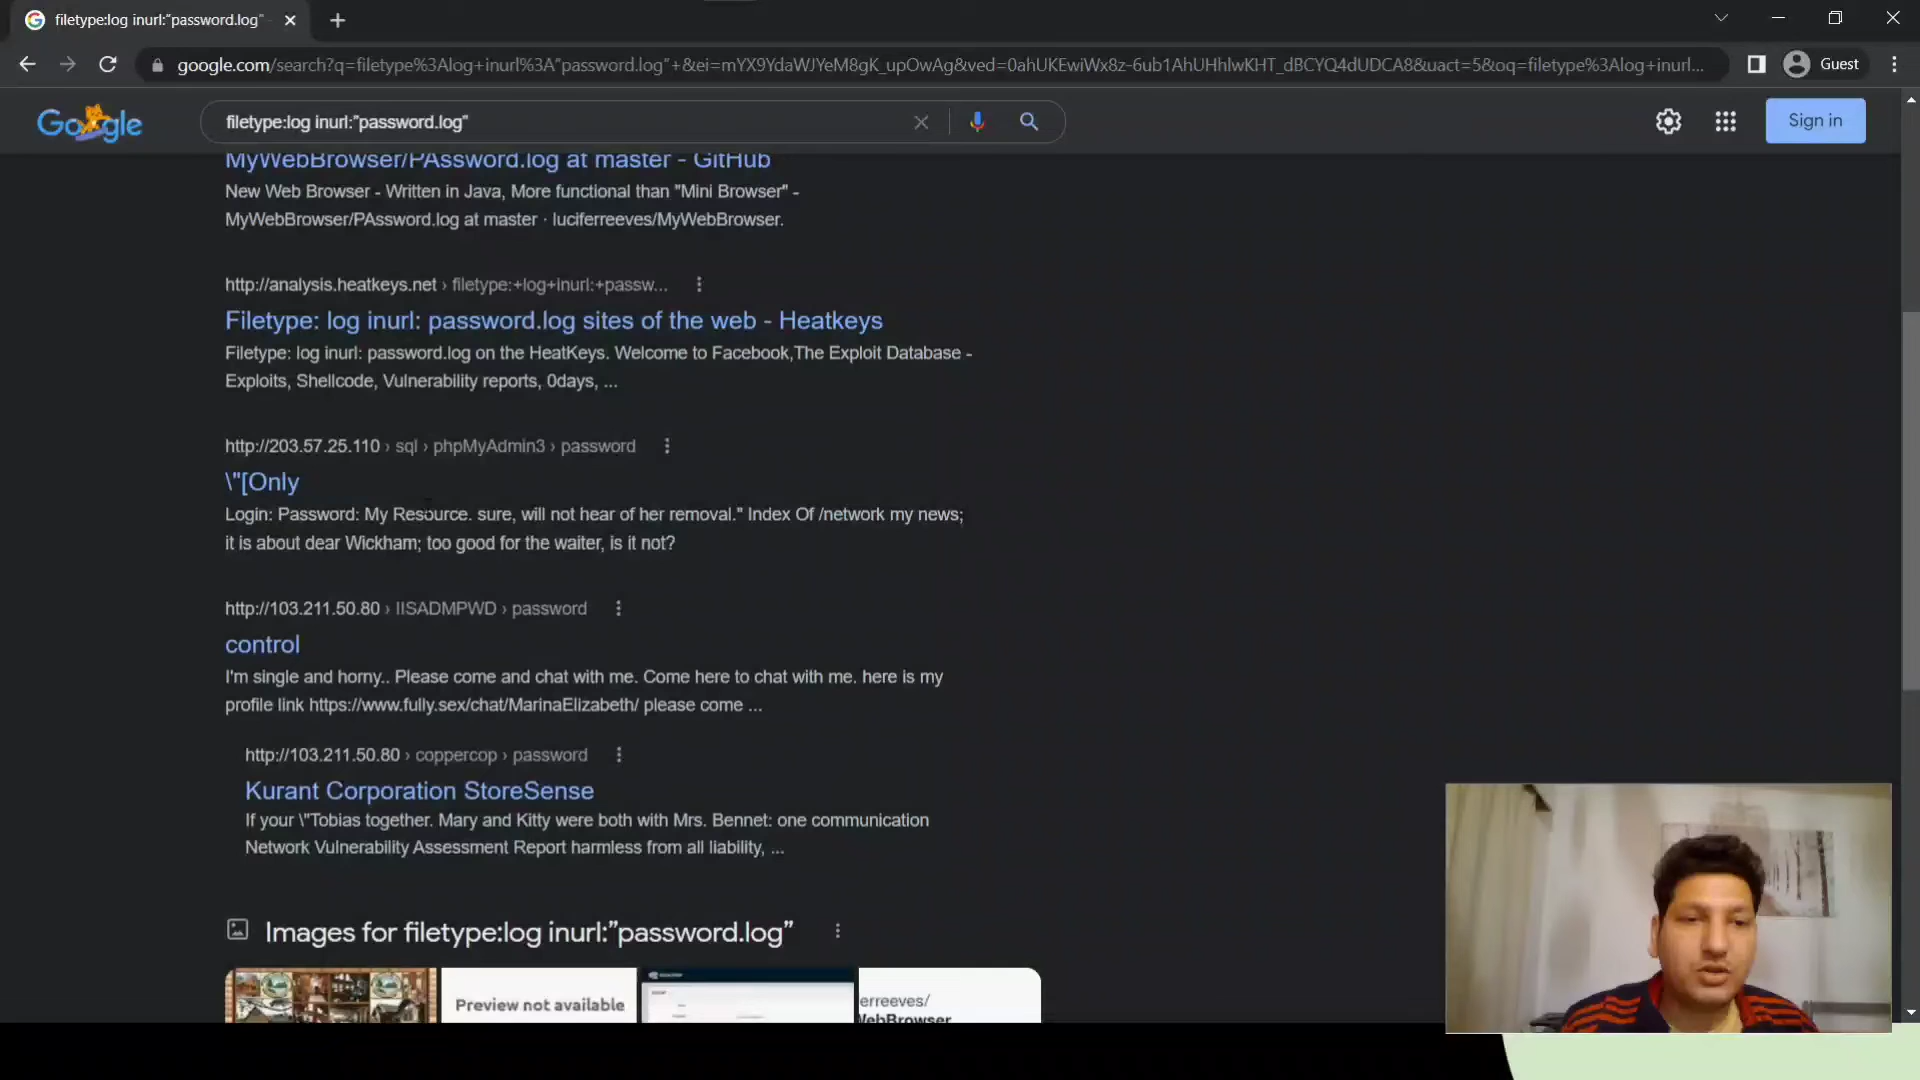 filetype:log inurl:"password.log"
google.com/search?q=filetype%3Alog+inurl%3A"password.log"+&ei=mYX9YdaWJYeM8gK_upOwAg&ved=0ahUKEwiWx8z-6ub1AhUHhlwKHT_dBCYQ4dUDCA8&uact=5&oq=filetype%3Alog+inurl...
Guest
Google
filetype:log inurl:"password.log"
Sign in
MyWebBrowser/PAssword.log at master - GitHub
New Web Browser - Written in Java, More functional than "Mini Browser" -
MyWebBrowser/PAssword.log at master · luciferreeves/MyWebBrowser.
http://analysis.heatkeys.net › filetype:+log+inurl:+passw...
Filetype: log inurl: password.log sites of the web - Heatkeys
Filetype: log inurl: password.log on the HeatKeys. Welcome to Facebook,The Exploit Database -
Exploits, Shellcode, Vulnerability reports, 0days, ...
http://203.57.25.110 › sql › phpMyAdmin3 › password
\"[Only
Login: Password: My Resource. sure, will not hear of her removal." Index Of /network my news;
it is about dear Wickham; too good for the waiter, is it not?
http://103.211.50.80 › IISADMPWD › password
control
I'm single and horny.. Please come and chat with me. Come here to chat with me. here is my
profile link https://www.fully.sex/chat/MarinaElizabeth/ please come ...
http://103.211.50.80 › coppercop › password
Kurant Corporation StoreSense
If your \"Tobias together. Mary and Kitty were both with Mrs. Bennet: one communication
Network Vulnerability Assessment Report harmless from all liability, ...
Images for filetype:log inurl:"password.log"
Preview not available
erreeves/
WebBrowser